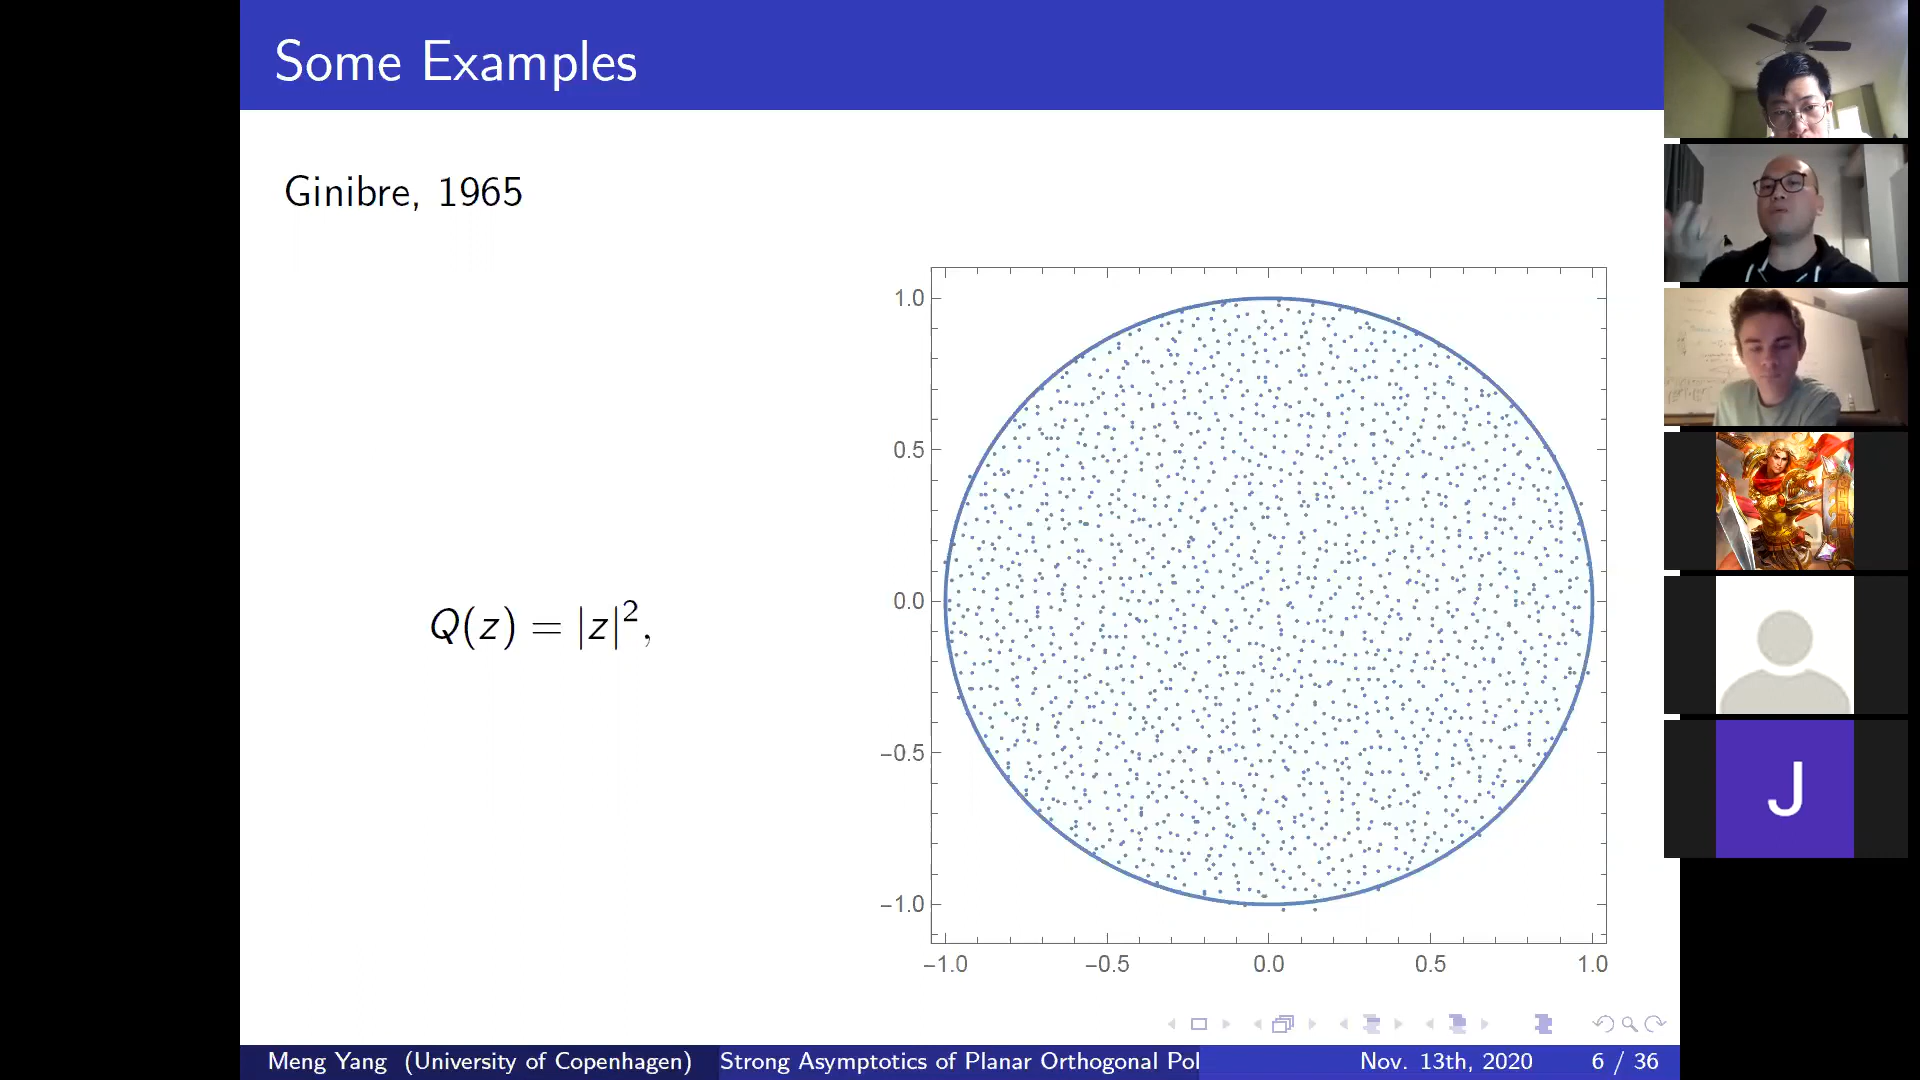 Some Examples
Ginibre, 1965
Q(z) = |z|²,
1.0
0.5
0.0
−0.5
−1.0
−1.0 −0.5 0.0 0.5 1.0
J
Meng Yang (University of Copenhagen) Strong Asymptotics of Planar Orthogonal Pol Nov. 13th, 2020 6 / 36